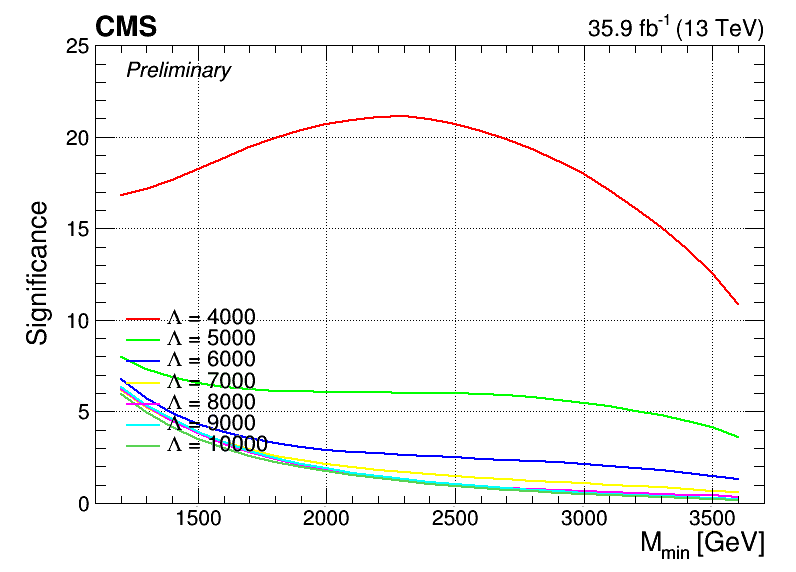 CMS 35.9 fb⁻¹ (13 TeV)
Preliminary
25
20
15
10
5
0
Significance
Λ = 4000
Λ = 5000
Λ = 6000
Λ = 7000
Λ = 8000
Λ = 9000
Λ = 10000
1500 2000 2500 3000 3500
M_min [GeV]